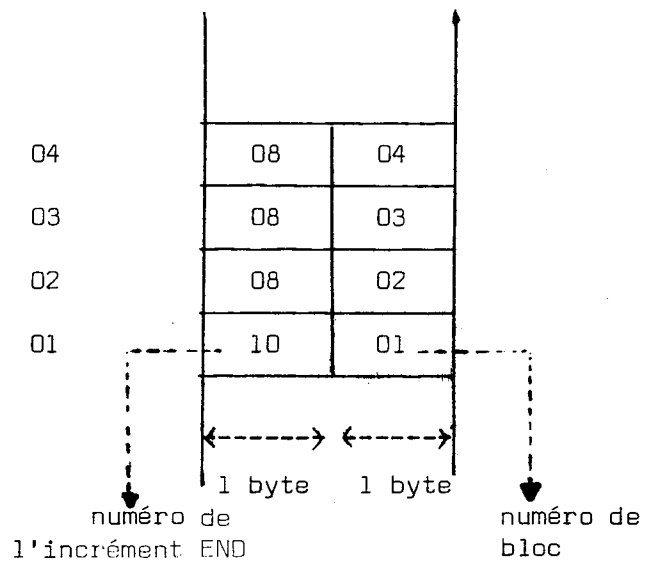 04 08 04
03 08 03
02 08 02
01 10 01
1 byte 1 byte
numéro de numéro de
l'incrément END bloc